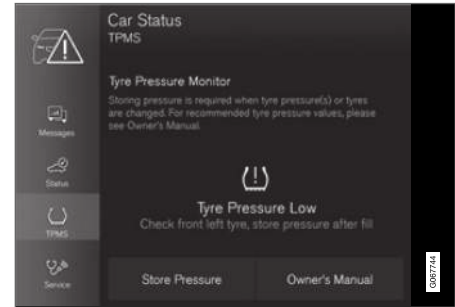 Car Status
TPMS
Tyre Pressure Monitor
Storing pressure is required when tyre pressure(s) or tyres
are changed. For recommended tyre pressure values, please
see Owner's Manual.
Messages
Status
Tyre Pressure Low
Check front left tyre, store pressure after fill
TPMS
Service
Store Pressure
Owner's Manual
G067744